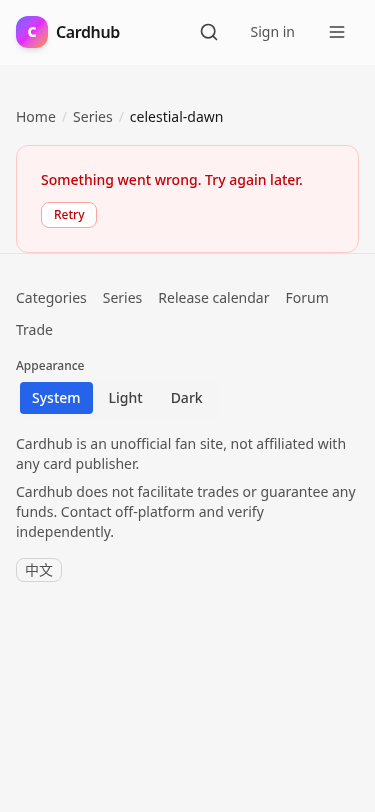 C Cardhub Sign in
Home / Series / celestial-dawn
Something went wrong. Try again later.
Retry
Categories Series Release calendar Forum
Trade
Appearance
System Light Dark
Cardhub is an unofficial fan site, not affiliated with
any card publisher.
Cardhub does not facilitate trades or guarantee any
funds. Contact off-platform and verify
independently.
中文